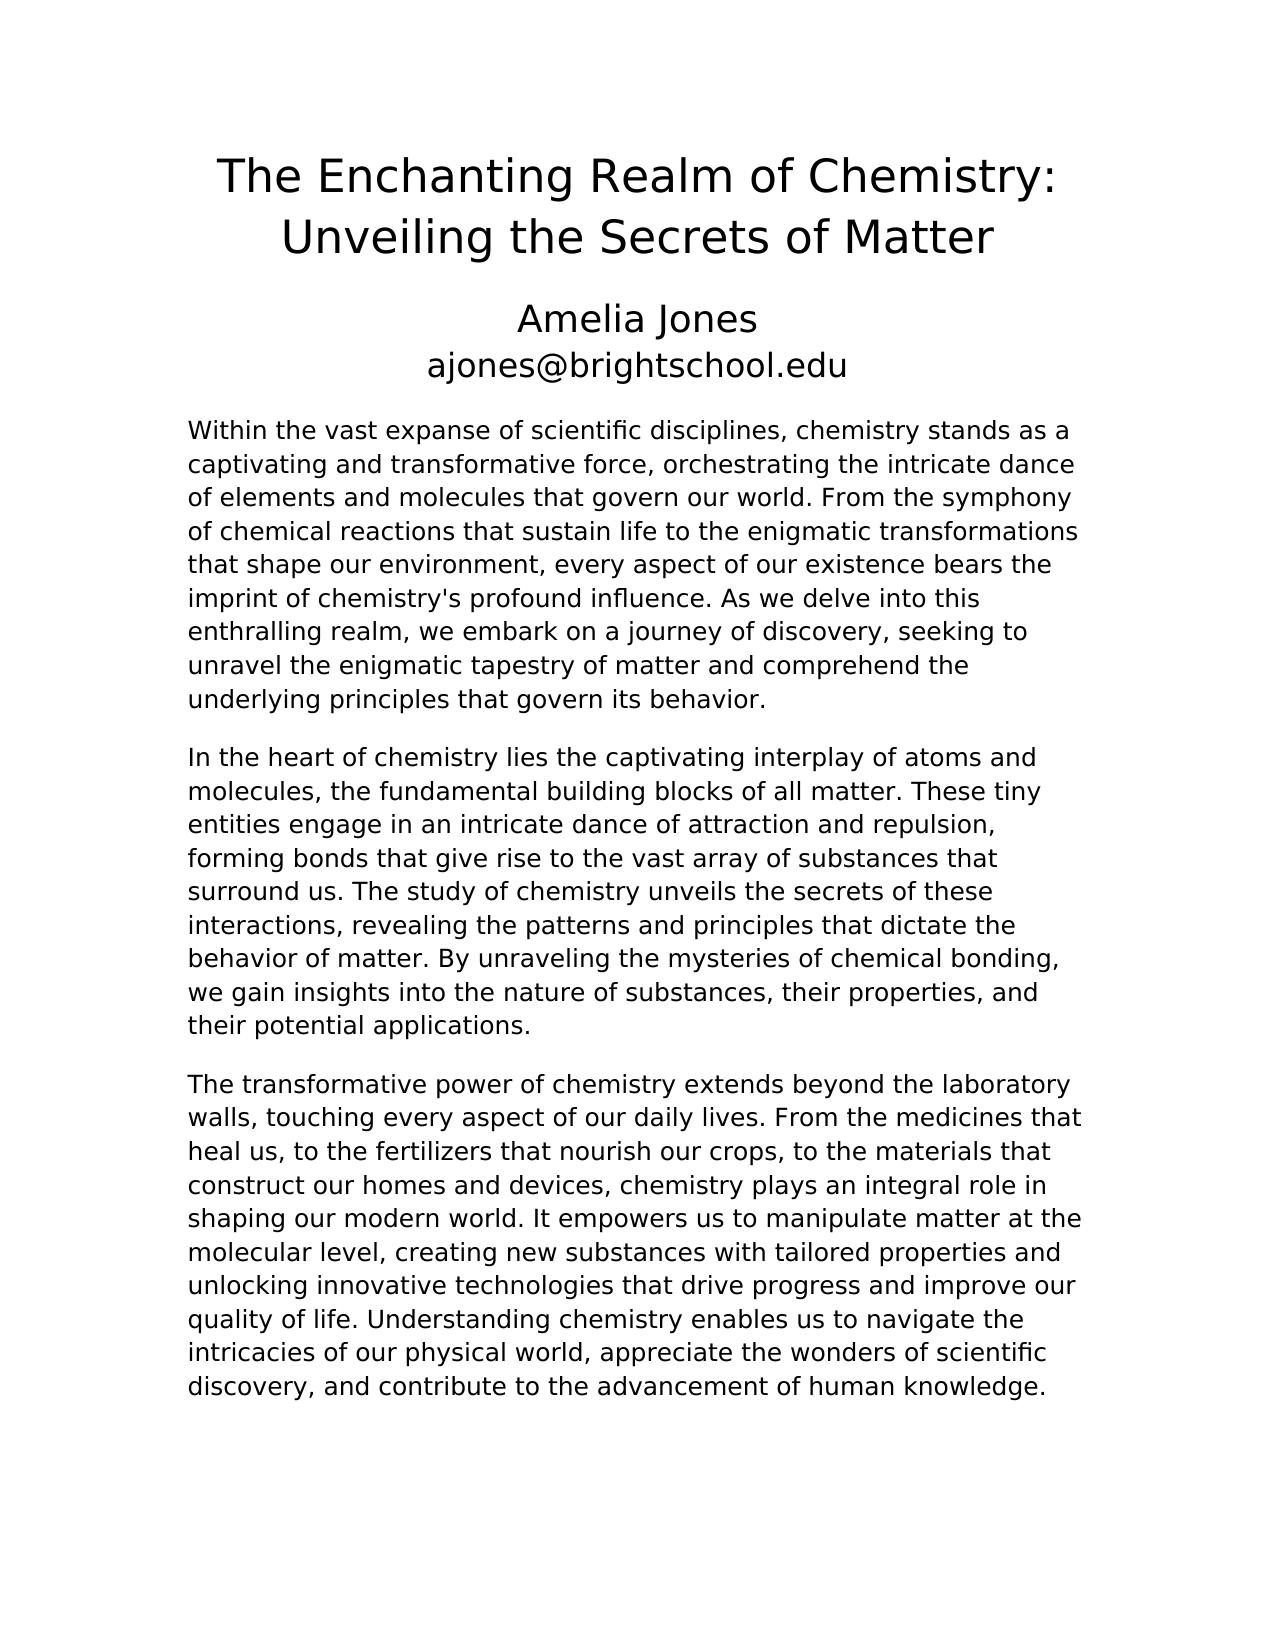 The Enchanting Realm of Chemistry:
Unveiling the Secrets of Matter
Amelia Jones
ajones@brightschool.edu
Within the vast expanse of scientific disciplines, chemistry stands as a
captivating and transformative force, orchestrating the intricate dance
of elements and molecules that govern our world. From the symphony
of chemical reactions that sustain life to the enigmatic transformations
that shape our environment, every aspect of our existence bears the
imprint of chemistry's profound influence. As we delve into this
enthralling realm, we embark on a journey of discovery, seeking to
unravel the enigmatic tapestry of matter and comprehend the
underlying principles that govern its behavior.
In the heart of chemistry lies the captivating interplay of atoms and
molecules, the fundamental building blocks of all matter. These tiny
entities engage in an intricate dance of attraction and repulsion,
forming bonds that give rise to the vast array of substances that
surround us. The study of chemistry unveils the secrets of these
interactions, revealing the patterns and principles that dictate the
behavior of matter. By unraveling the mysteries of chemical bonding,
we gain insights into the nature of substances, their properties, and
their potential applications.
The transformative power of chemistry extends beyond the laboratory
walls, touching every aspect of our daily lives. From the medicines that
heal us, to the fertilizers that nourish our crops, to the materials that
construct our homes and devices, chemistry plays an integral role in
shaping our modern world. It empowers us to manipulate matter at the
molecular level, creating new substances with tailored properties and
unlocking innovative technologies that drive progress and improve our
quality of life. Understanding chemistry enables us to navigate the
intricacies of our physical world, appreciate the wonders of scientific
discovery, and contribute to the advancement of human knowledge.